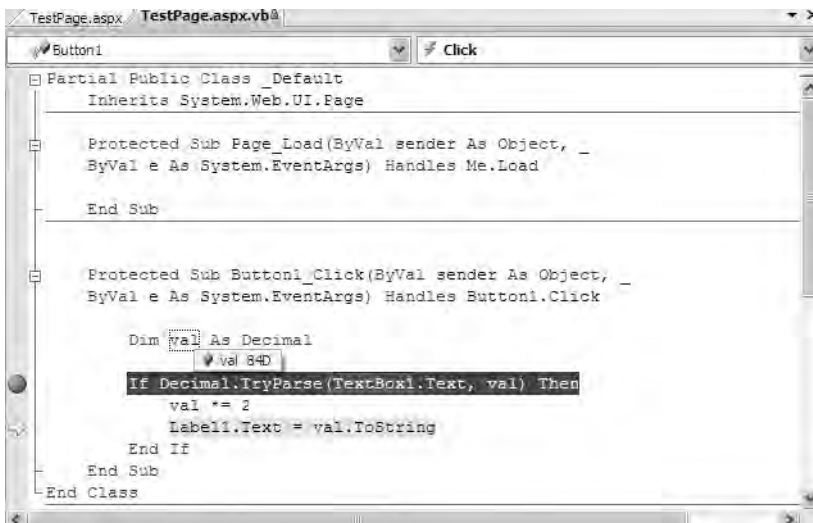 TestPage.aspx TestPage.aspx.vb
Button1 Click
Partial Public Class _Default
Inherits System.Web.UI.Page
Protected Sub Page_Load(ByVal sender As Object, _
ByVal e As System.EventArgs) Handles Me.Load
End Sub
Protected Sub Button1_Click(ByVal sender As Object, _
ByVal e As System.EventArgs) Handles Button1.Click
Dim val As Decimal
val 84D
If Decimal.TryParse(TextBox1.Text, val) Then
val *= 2
Label1.Text = val.ToString
End If
End Sub
End Class